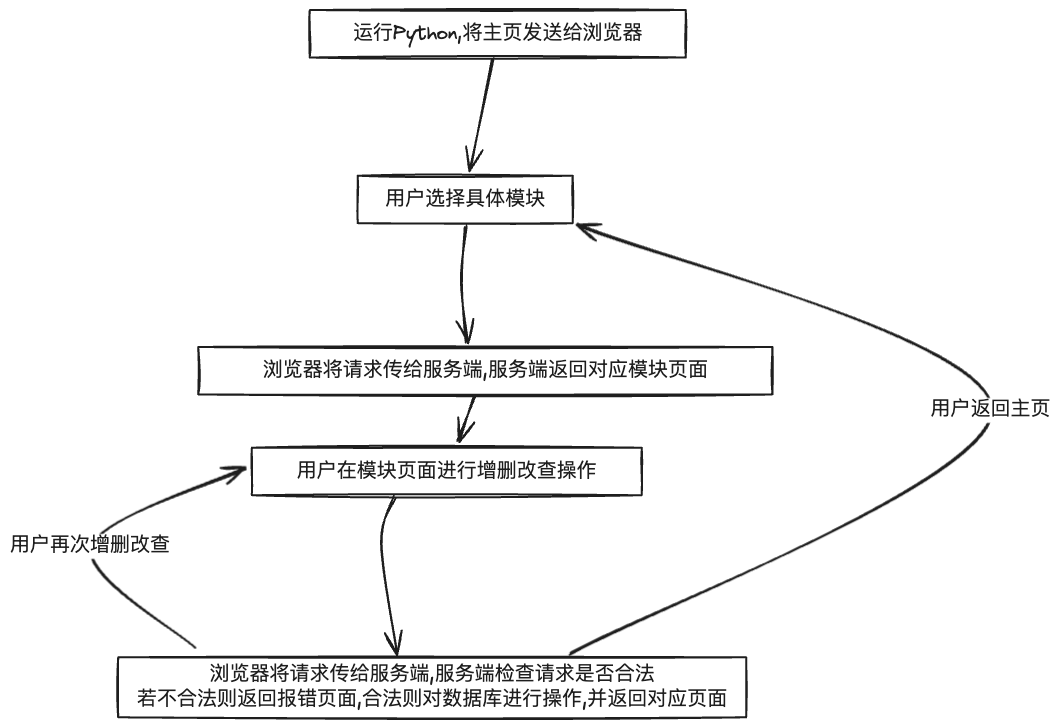 运行Python,将主页发送给浏览器
用户选择具体模块
浏览器将请求传给服务端,服务端返回对应模块页面
用户返回主页
用户在模块页面进行增删改查操作
用户再次增删改查
浏览器将请求传给服务端,服务端检查请求是否合法
若不合法则返回报错页面,合法则对数据库进行操作,并返回对应页面